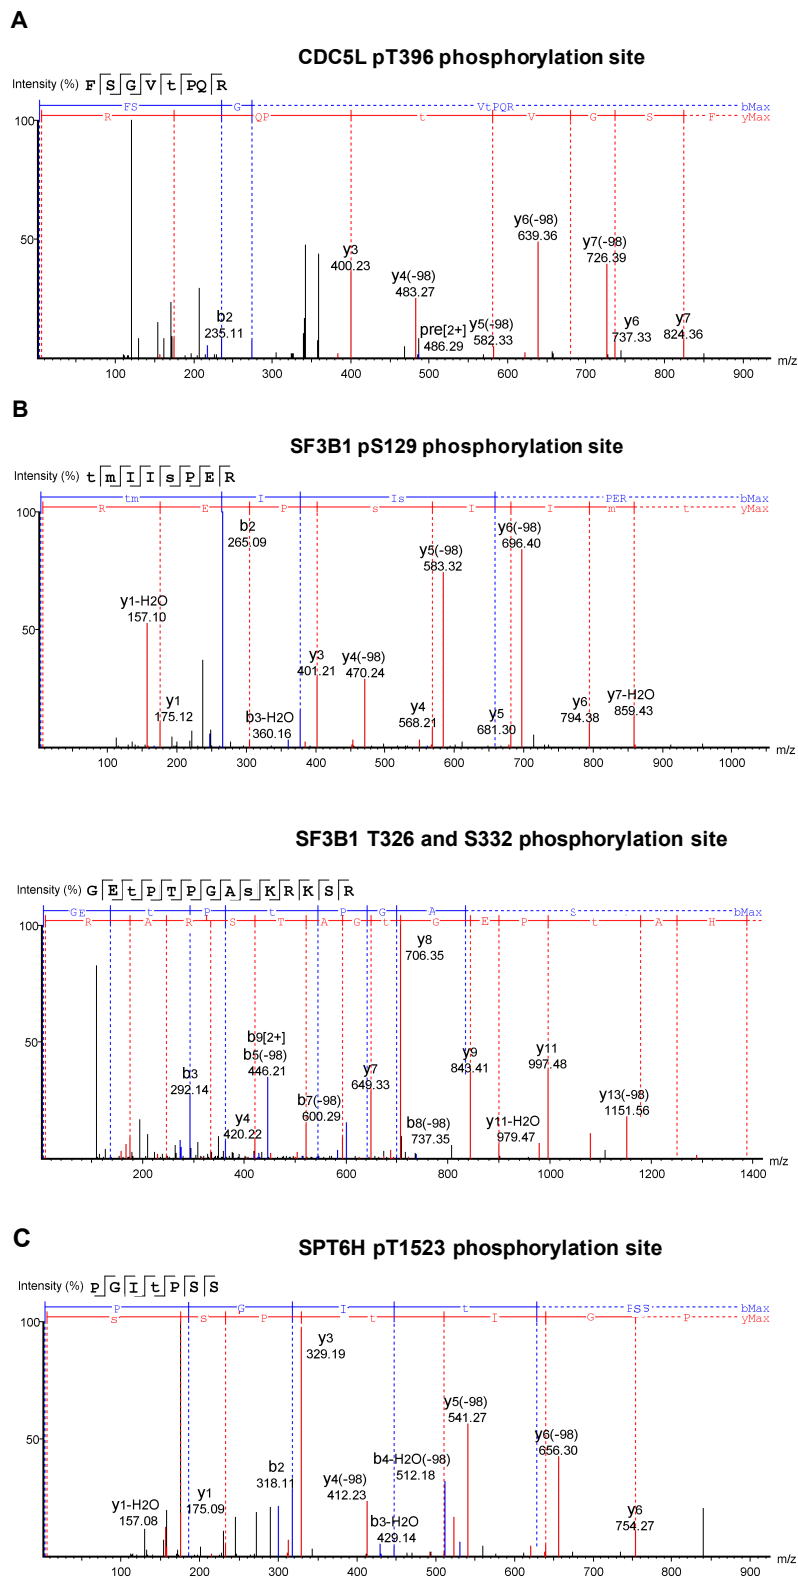 A
CDC5L pT396 phosphorylation site
Intensity (%) F S G V t P Q R
FS G VtPQR bMax
R QP t V G S F yMax
100
50
y3
400.23
y4(-98)
483.27
y6(-98)
639.36
y7(-98)
726.39
b2
235.11
pre[2+]
486.29
y5(-98)
582.33
y6
737.33
y7
824.36
100 200 300 400 500 600 700 800 900 m/z
B
SF3B1 pS129 phosphorylation site
Intensity (%) t m I I s P E R
tm I Is PER bMax
R E P s I I m t yMax
100
50
b2
265.09
y6(-98)
696.40
y5(-98)
583.32
y1-H2O
157.10
y3
401.21
y4(-98)
470.24
y1
175.12
b3-H2O
360.16
y4
568.21
y5
681.30
y6
794.38
y7-H2O
859.43
100 200 300 400 500 600 700 800 900 1000 m/z
SF3B1 T326 and S332 phosphorylation site
Intensity (%) G E t P T P G A s K R K S R
GE t P t P G A S bMax
R A R S T A G t G E P t A H yMax
100
50
y8
706.35
b9[2+]
b5(-98)
446.21
b3
292.14
y7
649.33
y9
843.41
y11
997.48
b7(-98)
600.29
y4
420.22
b8(-98)
737.35
y11-H2O
979.47
y13(-98)
1151.56
200 400 600 800 1000 1200 1400 m/z
C
SPT6H pT1523 phosphorylation site
Intensity (%) P G I t P S S
P G I t PSS bMax
s S P t I G S P yMax
100
50
y3
329.19
y5(-98)
541.27
y6(-98)
656.30
b4-H2O(-98)
512.18
b2
318.11
y4(-98)
412.23
y1
175.09
y1-H2O
157.08
b3-H2O
429.14
y6
754.27
100 200 300 400 500 600 700 800 900 m/z